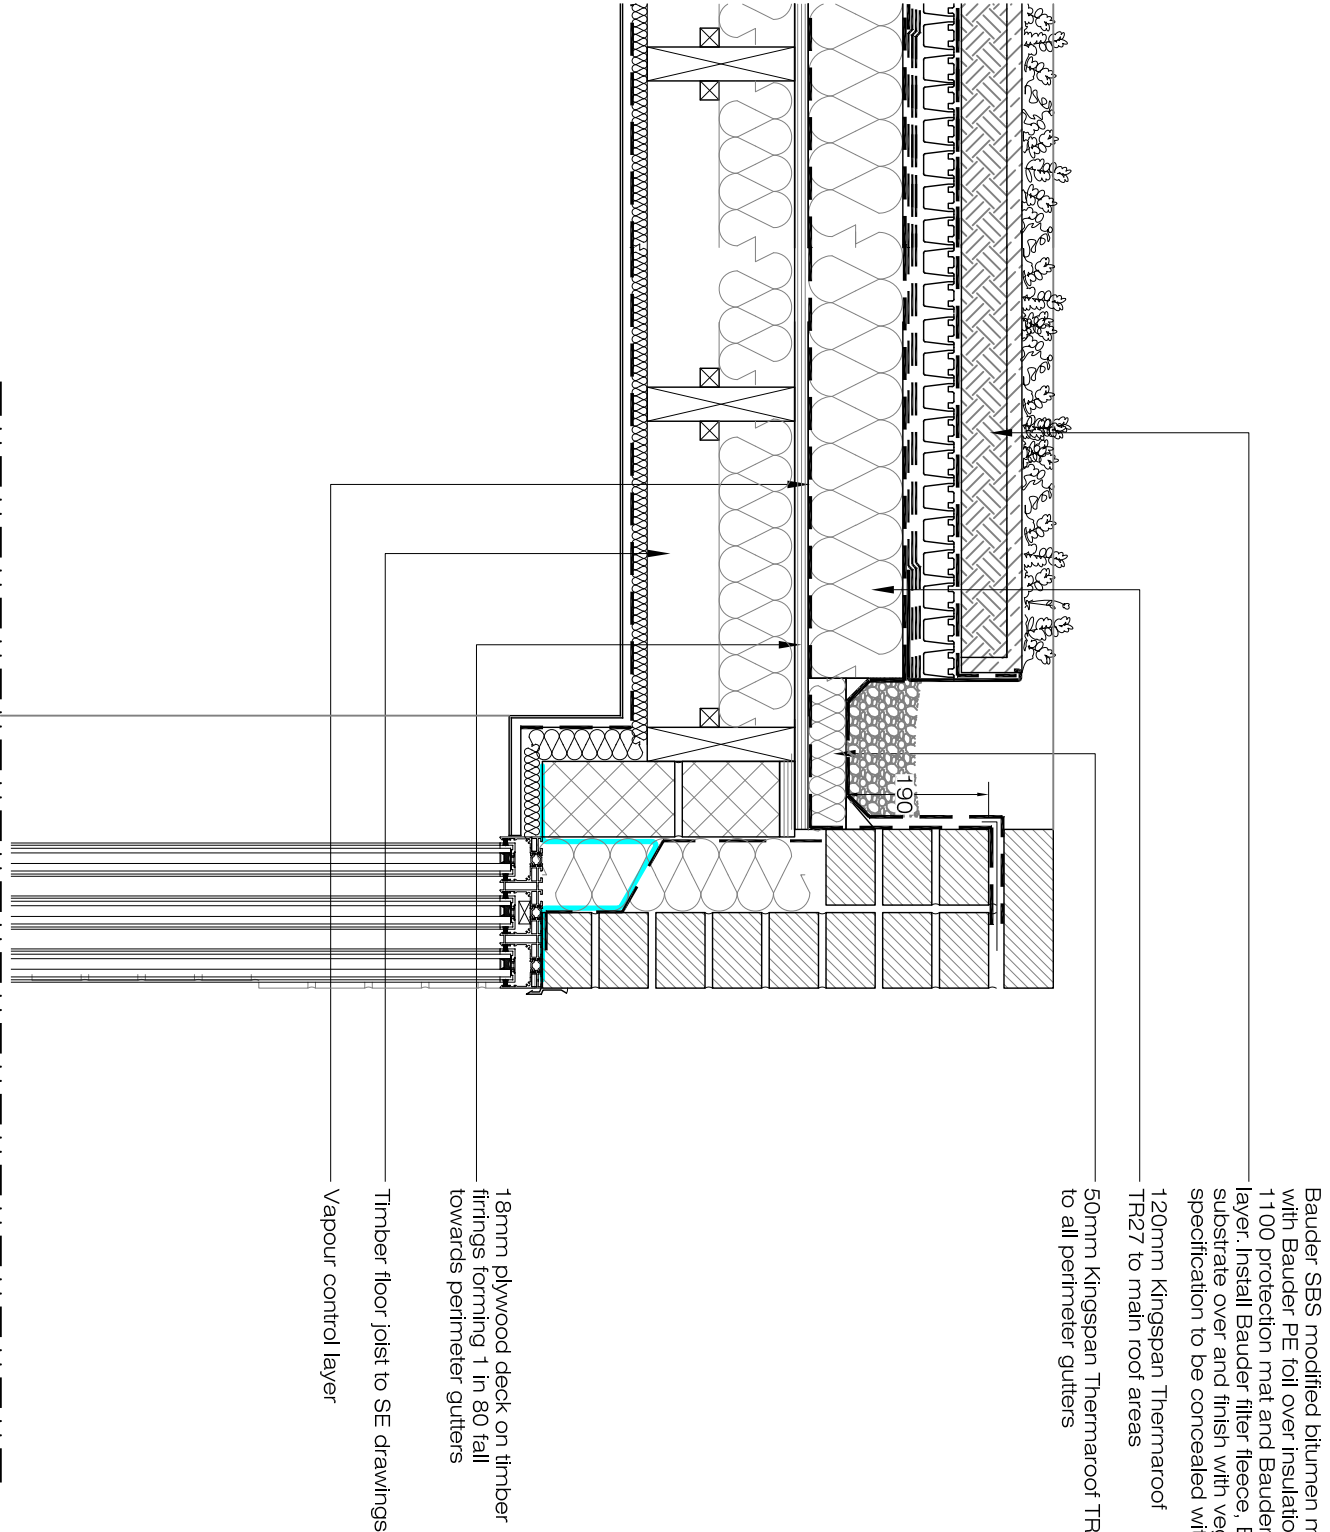 Bauder SBS modified bitumen
with Bauder PE foil over
1100 protection mat and Bauder
layer. Install Bauder filter fleece,
substrate over and finish with
specification to be concealed
120mm Kingspan Thermaroof
TR27 to main roof areas
50mm Kingspan Thermaroof
to all perimeter gutters
190
18mm plywood deck on timber
firrings forming 1 in 80 fall
towards perimeter gutters
Timber floor joist to SE drawings
Vapour control layer